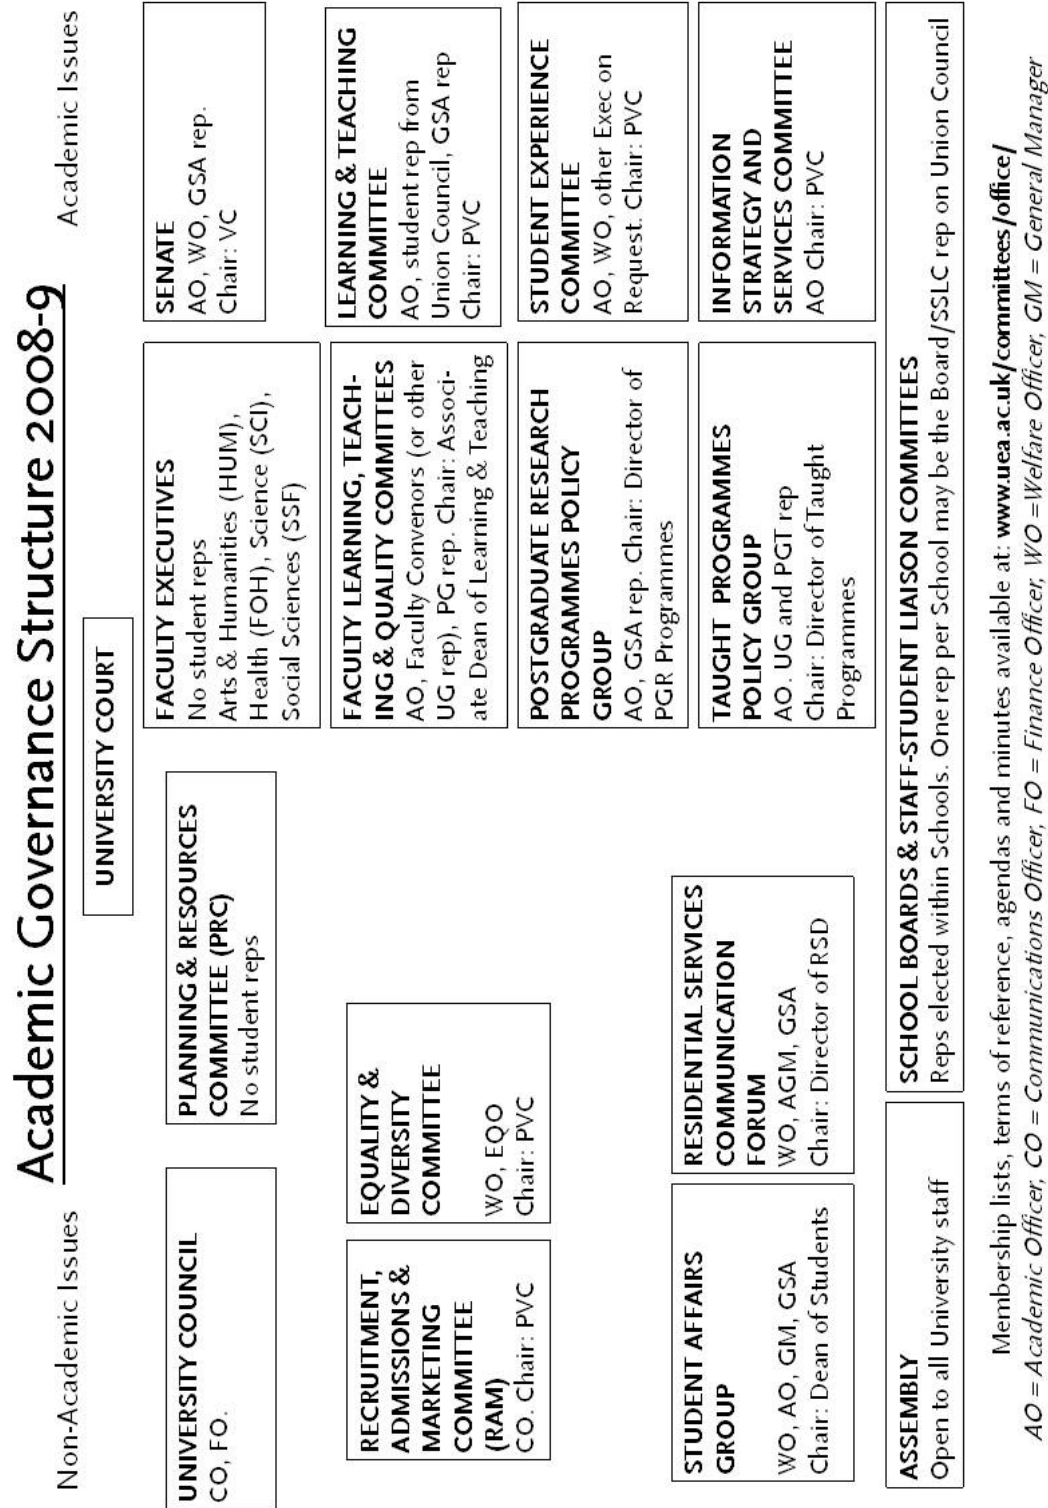 Academic Governance Structure 2008-9
Non-Academic Issues
Academic Issues
UNIVERSITY COURT
UNIVERSITY COUNCIL
CO, FO.
PLANNING & RESOURCES
COMMITTEE (PRC)
No student reps
FACULTY EXECUTIVES
No student reps
Arts & Humanities (HUM),
Health (FOH), Science (SCI),
Social Sciences (SSF)
SENATE
AO, WO, GSA rep.
Chair: VC
RECRUITMENT,
ADMISSIONS &
MARKETING
COMMITTEE
(RAM)
CO. Chair: PVC
EQUALITY &
DIVERSITY
COMMITTEE
WO, EQO
Chair: PVC
FACULTY LEARNING, TEACH-
ING & QUALITY COMMITTEES
AO, Faculty Convenors (or other
UG rep), PG rep. Chair: Associ-
ate Dean of Learning & Teaching
LEARNING & TEACHING
COMMITTEE
AO, student rep from
Union Council, GSA rep
Chair: PVC
POSTGRADUATE RESEARCH
PROGRAMMES POLICY
GROUP
AO, GSA rep. Chair: Director of
PGR Programmes
STUDENT EXPERIENCE
COMMITTEE
AO, WO, other Exec on
Request. Chair: PVC
STUDENT AFFAIRS
GROUP
WO, AO, GM, GSA
Chair: Dean of Students
RESIDENTIAL SERVICES
COMMUNICATION
FORUM
WO, AGM, GSA
Chair: Director of RSD
TAUGHT PROGRAMMES
POLICY GROUP
AO. UG and PGT rep
Chair: Director of Taught
Programmes
INFORMATION
STRATEGY AND
SERVICES COMMITTEE
AO Chair: PVC
ASSEMBLY
Open to all University staff
SCHOOL BOARDS & STAFF-STUDENT LIAISON COMMITTEES
Reps elected within Schools. One rep per School may be the Board/SSLC rep on Union Council
Membership lists, terms of reference, agendas and minutes available at: www.uea.ac.uk/committees/office/
AO = Academic Officer, CO = Communications Officer, FO = Finance Officer, WO =Welfare Officer, GM = General Manager